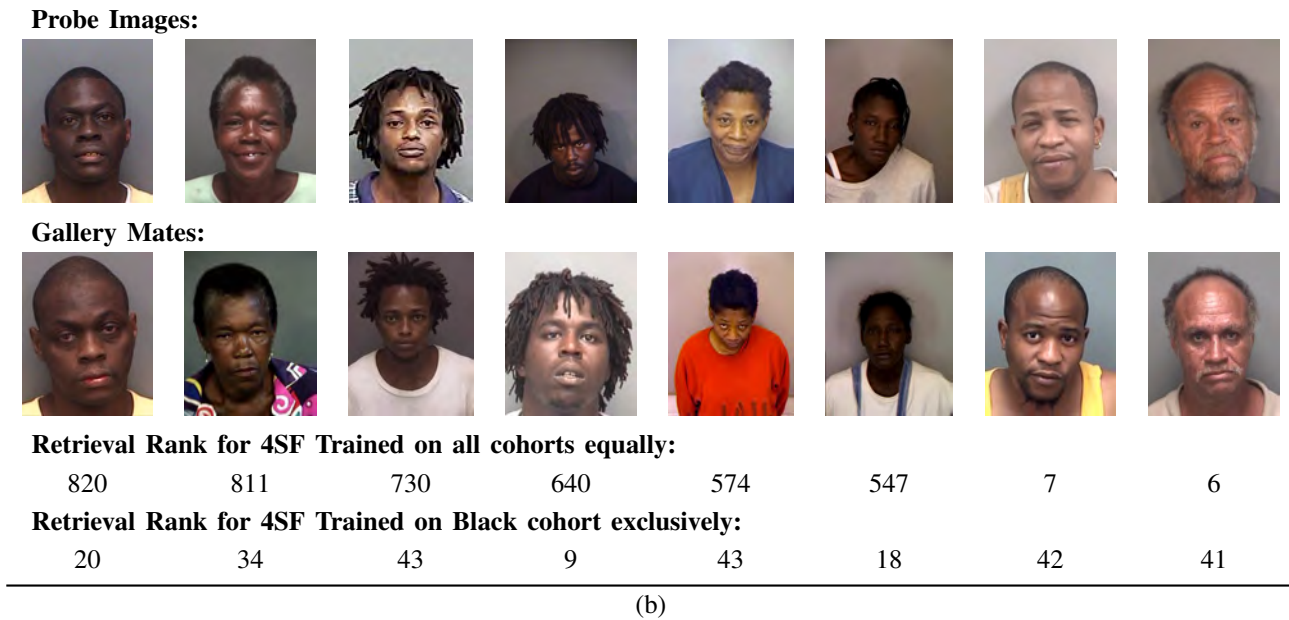 Probe Images:
Gallery Mates:
Retrieval Rank for 4SF Trained on all cohorts equally:
820 811 730 640 574 547 7 6
Retrieval Rank for 4SF Trained on Black cohort exclusively:
20 34 43 9 43 18 42 41
(b)